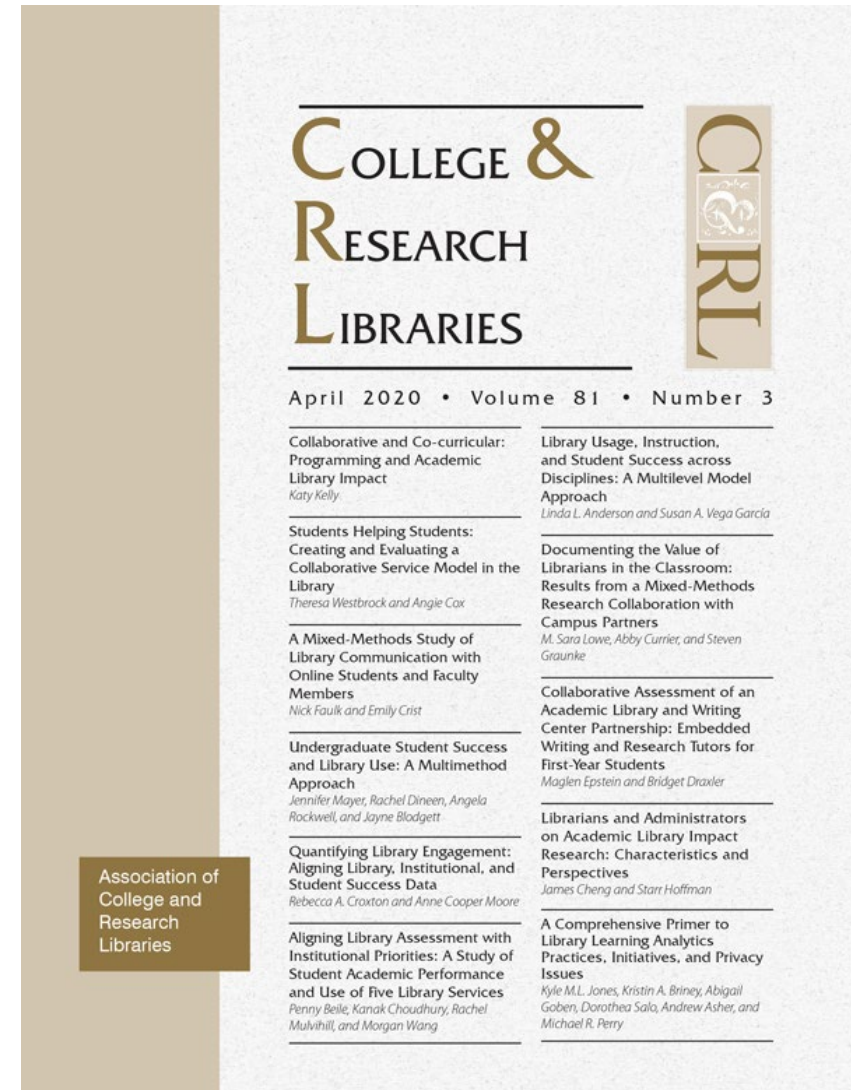 COLLEGE &
RESEARCH
LIBRARIES
C&RL
April 2020 • Volume 81 • Number 3
Collaborative and Co-curricular:
Programming and Academic
Library Impact
Katy Kelly
Students Helping Students:
Creating and Evaluating a
Collaborative Service Model in the
Library
Theresa Westbrock and Angie Cox
A Mixed-Methods Study of
Library Communication with
Online Students and Faculty
Members
Nick Faulk and Emily Crist
Undergraduate Student Success
and Library Use: A Multimethod
Approach
Jennifer Mayer, Rachel Dineen, Angela
Rockwell, and Jayne Blodgett
Quantifying Library Engagement:
Aligning Library, Institutional, and
Student Success Data
Rebecca A. Croxton and Anne Cooper Moore
Aligning Library Assessment with
Institutional Priorities: A Study of
Student Academic Performance
and Use of Five Library Services
Penny Beile, Kanak Choudhury, Rachel
Mulvihill, and Morgan Wang
Library Usage, Instruction,
and Student Success across
Disciplines: A Multilevel Model
Approach
Linda L. Anderson and Susan A. Vega García
Documenting the Value of
Librarians in the Classroom:
Results from a Mixed-Methods
Research Collaboration with
Campus Partners
M. Sara Lowe, Abby Currier, and Steven
Graunke
Collaborative Assessment of an
Academic Library and Writing
Center Partnership: Embedded
Writing and Research Tutors for
First-Year Students
Maglen Epstein and Bridget Draxler
Librarians and Administrators
on Academic Library Impact
Research: Characteristics and
Perspectives
James Cheng and Starr Hoffman
A Comprehensive Primer to
Library Learning Analytics
Practices, Initiatives, and Privacy
Issues
Kyle M.L. Jones, Kristin A. Briney, Abigail
Goben, Dorothea Salo, Andrew Asher, and
Michael R. Perry
Association of
College and
Research
Libraries